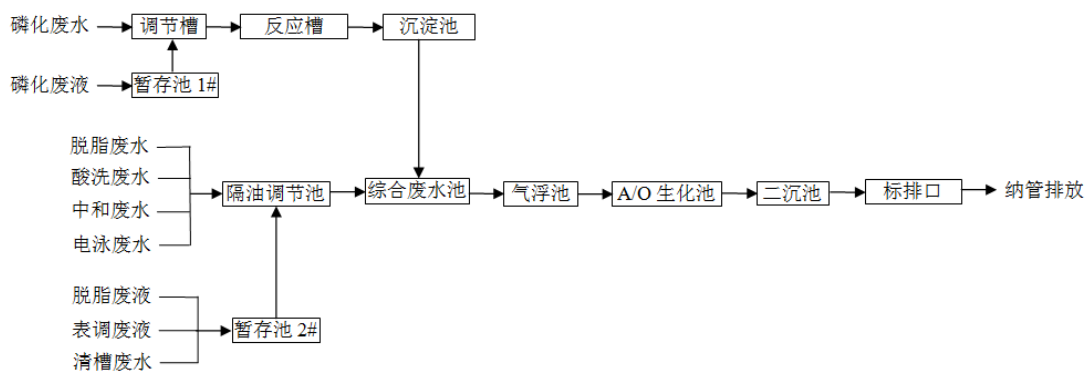 磷化废水
调节槽
反应槽
沉淀池
磷化废液
暂存池 1#
脱脂废水
酸洗废水
中和废水
电泳废水
隔油调节池
综合废水池
气浮池
A/O 生化池
二沉池
标排口
纳管排放
脱脂废液
表调废液
清槽废水
暂存池 2#